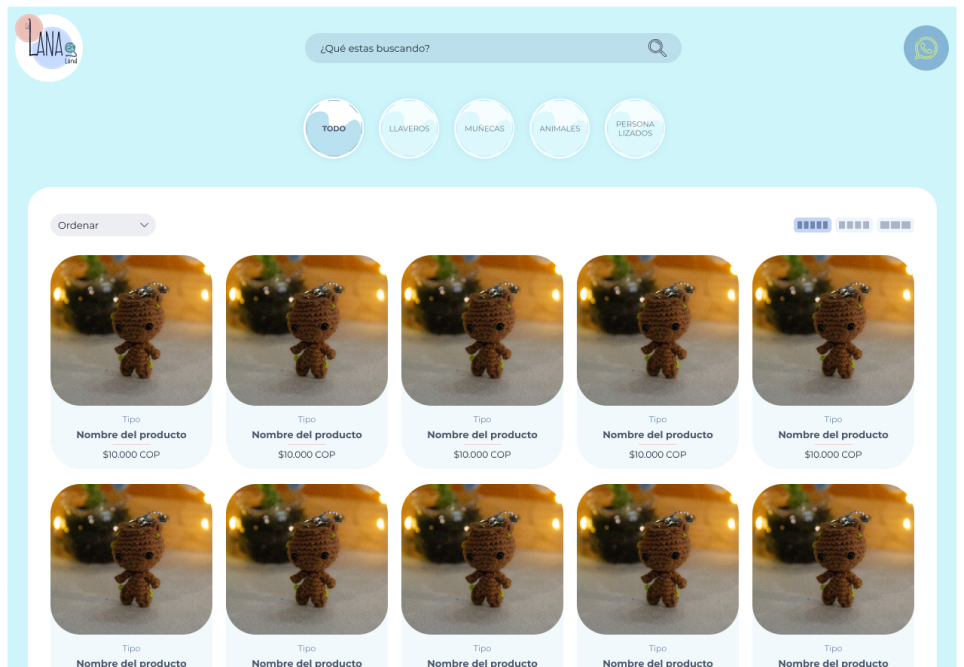 LANA
Land
¿Qué estas buscando?
TODO
LLAVEROS
MUÑECAS
ANIMALES
PERSONA
LIZADOS
Ordenar
Tipo
Nombre del producto
$10.000 COP
Tipo
Nombre del producto
$10.000 COP
Tipo
Nombre del producto
$10.000 COP
Tipo
Nombre del producto
$10.000 COP
Tipo
Nombre del producto
$10.000 COP
Tipo
Nombre del producto
Tipo
Nombre del producto
Tipo
Nombre del producto
Tipo
Nombre del producto
Tipo
Nombre del producto